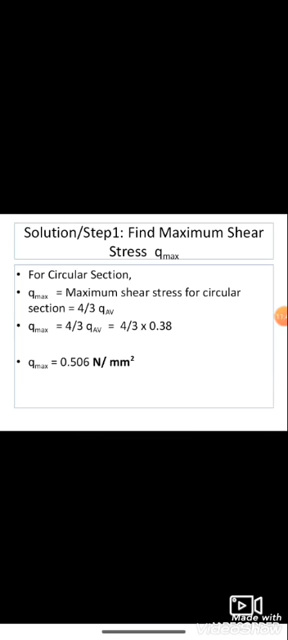 Solution/Step1: Find Maximum Shear
Stress qmax
• For Circular Section,
• qmax = Maximum shear stress for circular
section = 4/3 qAV
• qmax = 4/3 qAV = 4/3 x 0.38
• qmax = 0.506 N/ mm²
Made with